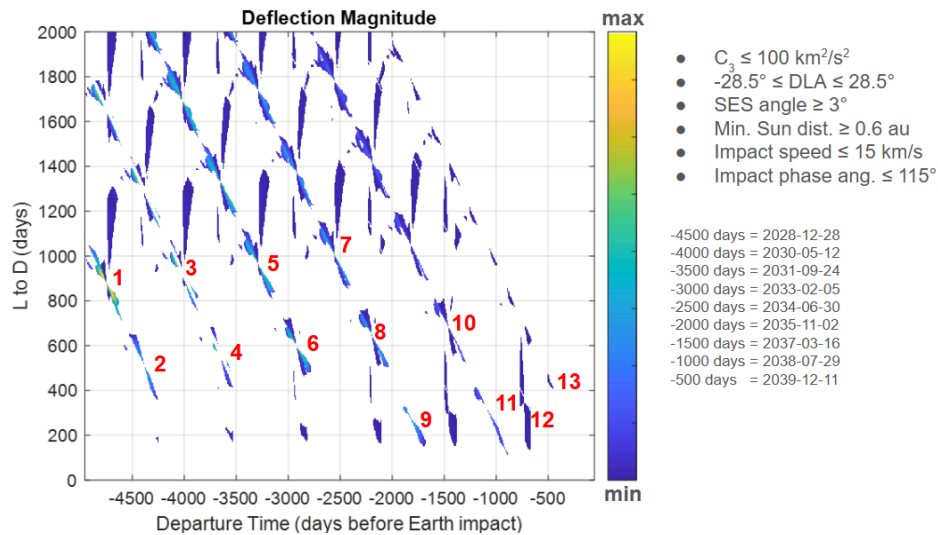 Deflection Magnitude
max
2000
1800
1600
1400
1200
1000
800
600
400
200
0
L to D (days)
1
2
3
4
5
6
7
8
9
10
11
12
13
-4500 -4000 -3500 -3000 -2500 -2000 -1500 -1000 -500
Departure Time (days before Earth impact)
min
● C3 ≤ 100 km²/s²
● -28.5° ≤ DLA ≤ 28.5°
● SES angle ≥ 3°
● Min. Sun dist. ≥ 0.6 au
● Impact speed ≤ 15 km/s
● Impact phase ang. ≤ 115°
-4500 days = 2028-12-28
-4000 days = 2030-05-12
-3500 days = 2031-09-24
-3000 days = 2033-02-05
-2500 days = 2034-06-30
-2000 days = 2035-11-02
-1500 days = 2037-03-16
-1000 days = 2038-07-29
-500 days = 2039-12-11